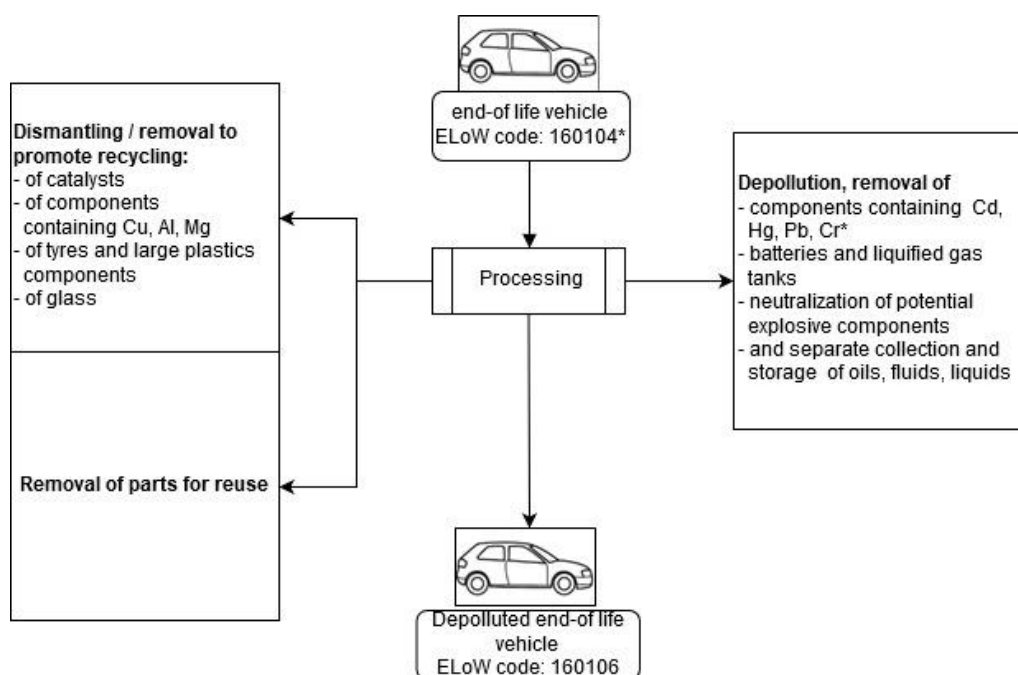 end-of life vehicle
ELoW code: 160104*
Dismantling / removal to
promote recycling:
- of catalysts
- of components
containing Cu, Al, Mg
- of tyres and large plastics
components
- of glass
Removal of parts for reuse
Processing
Depollution, removal of
- components containing Cd,
Hg, Pb, Cr*
- batteries and liquified gas
tanks
- neutralization of potential
explosive components
- and separate collection and
storage of oils, fluids, liquids
Depolluted end-of life
vehicle
ELoW code: 160106